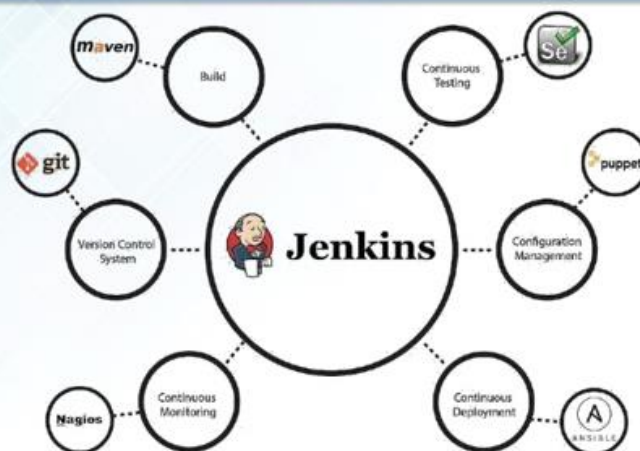 maven
Build
Continuous
Testing
Se
git
puppet
Version Control
System
Jenkins
Configuration
Management
Nagios
Continuous
Monitoring
Continuous
Deployment
A
ANSIBLE